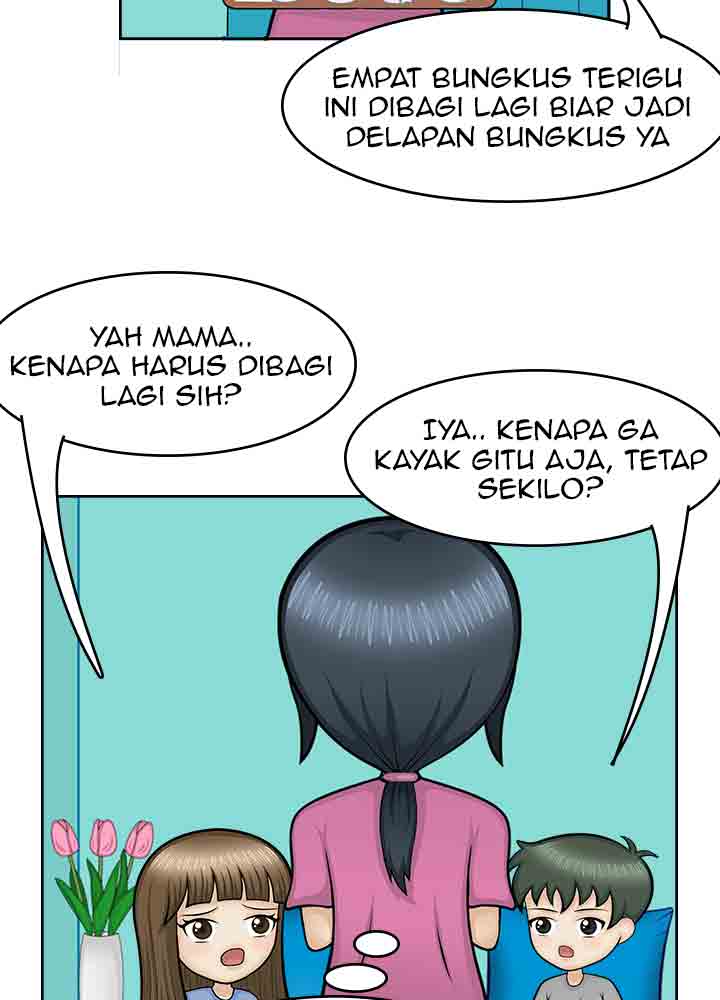 EMPAT BUNGKUS TERIGU
INI DIBAGI LAGI BIAR JADI
DELAPAN BUNGKUS YA
YAH MAMA..
KENAPA HARUS DIBAGI
LAGI SIH?
IYA.. KENAPA GA
KAYAK GITU AJA, TETAP
SEKILO?